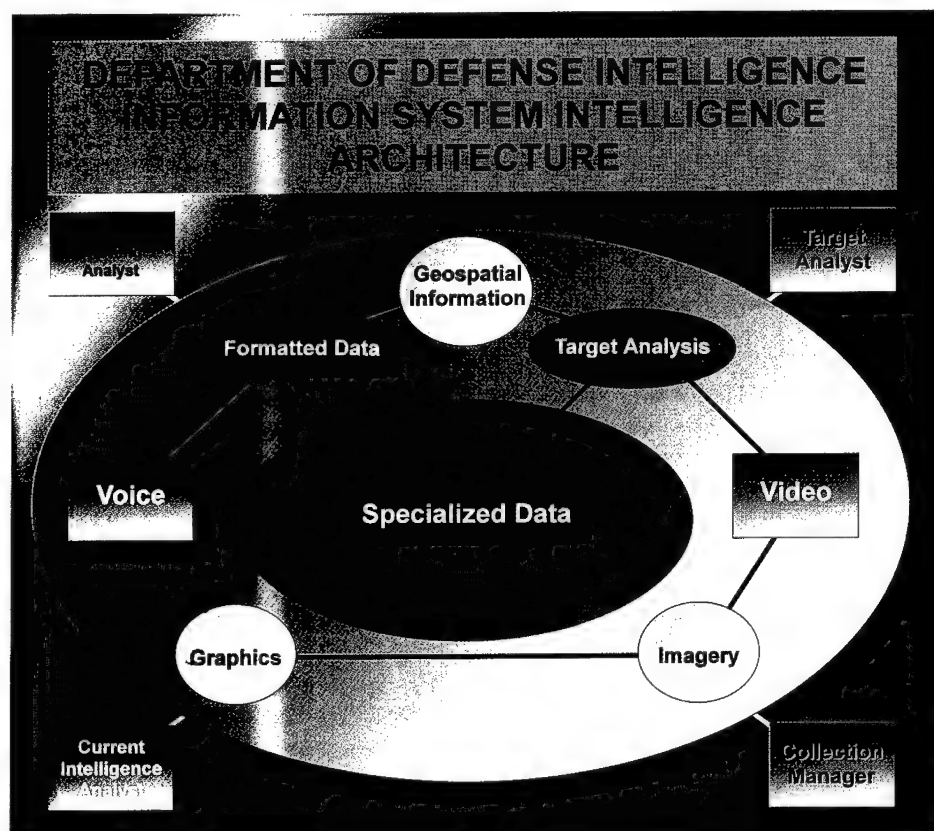 DEPARTMENT OF DEFENSE INTELLIGENCE
INFORMATION SYSTEM INTELLIGENCE
ARCHITECTURE
Analyst
Target
Analyst
Geospatial
Information
Formatted Data
Target Analysis
Voice
Specialized Data
Video
Graphics
Imagery
Current
Intelligence
Analyst
Collection
Manager